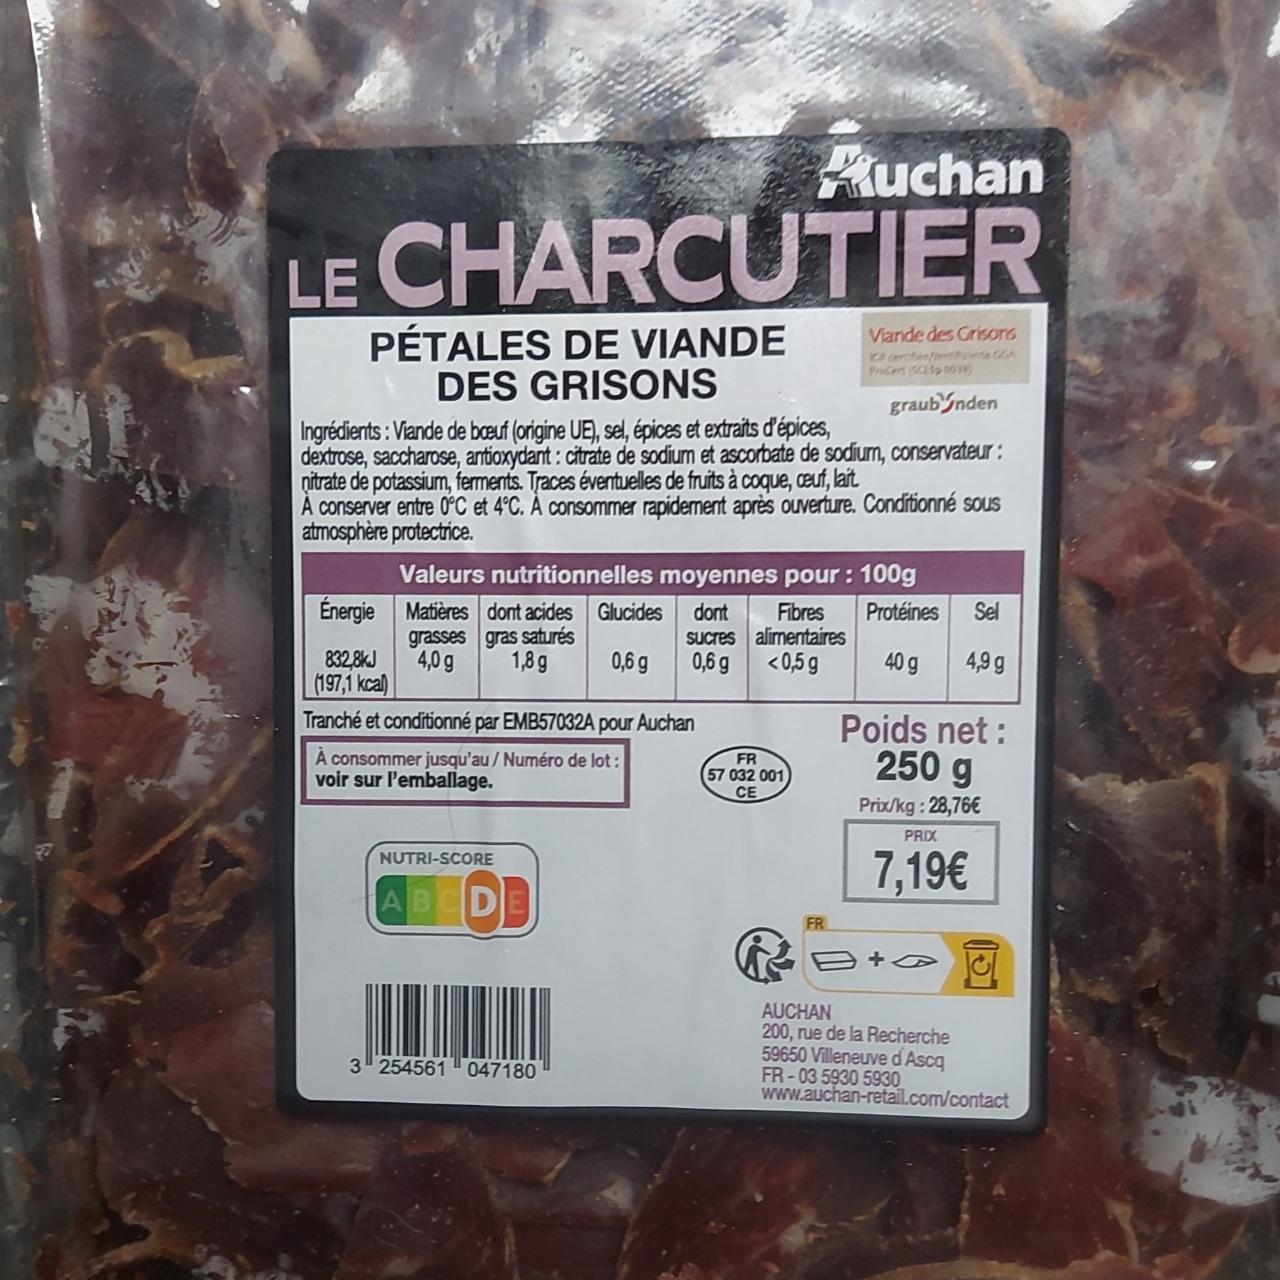 Auchan
LE CHARCUTIER
PÉTALES DE VIANDE
DES GRISONS
Viande des Grisons
IGP certifiée/zertifizierte GGA
ProCert (SCESp 0038)
graubünden
Ingrédients : Viande de bœuf (origine UE), sel, épices et extraits d'épices,
dextrose, saccharose, antioxydant : citrate de sodium et ascorbate de sodium, conservateur :
nitrate de potassium, ferments. Traces éventuelles de fruits à coque, œuf, lait.
À conserver entre 0°C et 4°C. À consommer rapidement après ouverture. Conditionné sous
atmosphère protectrice.
Valeurs nutritionnelles moyennes pour : 100g
Énergie Matières dont acides Glucides dont Fibres Protéines Sel
grasses gras saturés sucres alimentaires
832,8kJ 4,0 g 1,8 g 0,6 g 0,6 g < 0,5 g 40 g 4,9 g
(197,1 kcal)
Tranché et conditionné par EMB57032A pour Auchan
À consommer jusqu'au / Numéro de lot :
voir sur l'emballage.
FR
57 032 001
CE
Poids net :
250 g
Prix/kg : 28,76€
PRIX
7,19€
NUTRI-SCORE
A B C D E
FR
+
3 254561 047180
AUCHAN
200, rue de la Recherche
59650 Villeneuve d'Ascq
FR - 03 5930 5930
www.auchan-retail.com/contact